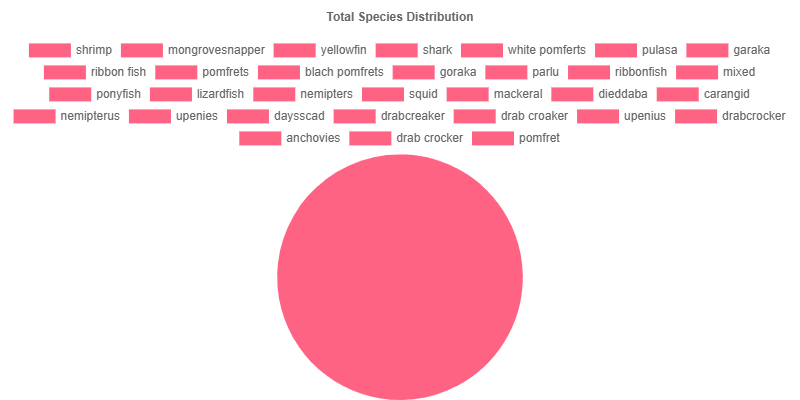 Total Species Distribution
shrimp mongrovesnapper yellowfin shark white pomferts pulasa garaka
ribbon fish pomfrets blach pomfrets goraka parlu ribbonfish mixed
ponyfish lizardfish nemipters squid mackeral dieddaba carangid
nemipterus upenies daysscad drabcreaker drab croaker upenius drabcrocker
anchovies drab crocker pomfret